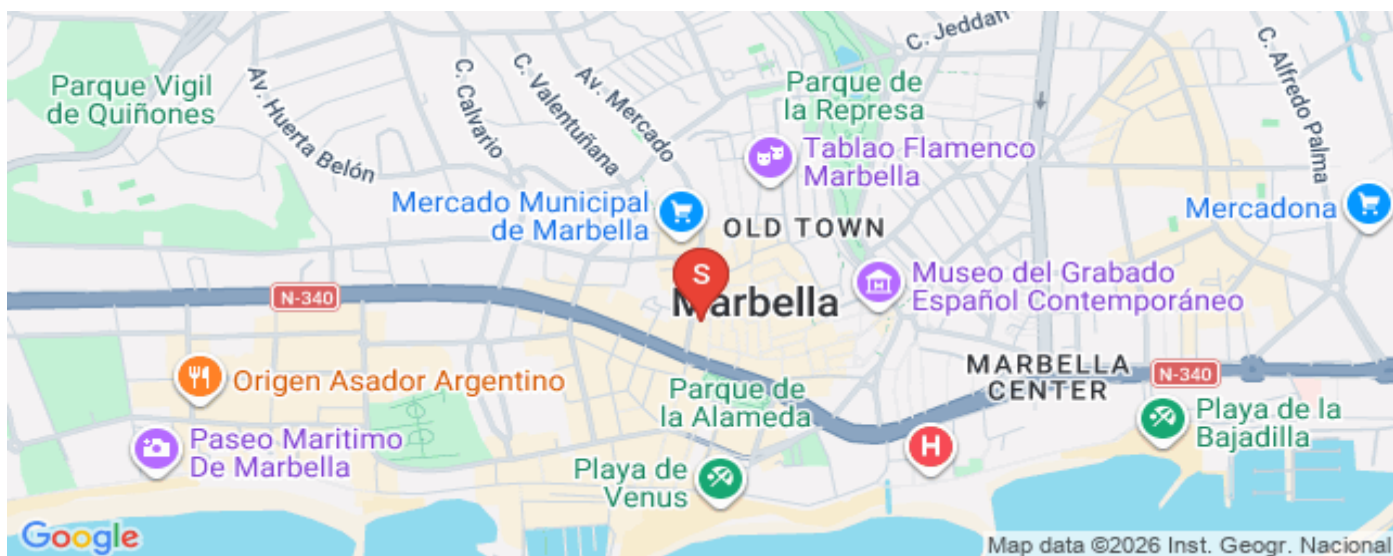 C. Jeddah
C. Alfredo Palma
Parque Vigil
de Quiñones
Av. Huerta Belón
C. Calvario
C. Valentuñana
Av. Mercado
Parque de
la Represa
Tablao Flamenco
Marbella
Mercado Municipal
de Marbella
OLD TOWN
Mercadona
S
Marbella
Museo del Grabado
Español Contemporáneo
N-340
Origen Asador Argentino
Parque de
la Alameda
MARBELLA
CENTER
N-340
Paseo Maritimo
De Marbella
Playa de
Venus
H
Playa de la
Bajadilla
Google
Map data ©2026 Inst. Geogr. Nacional